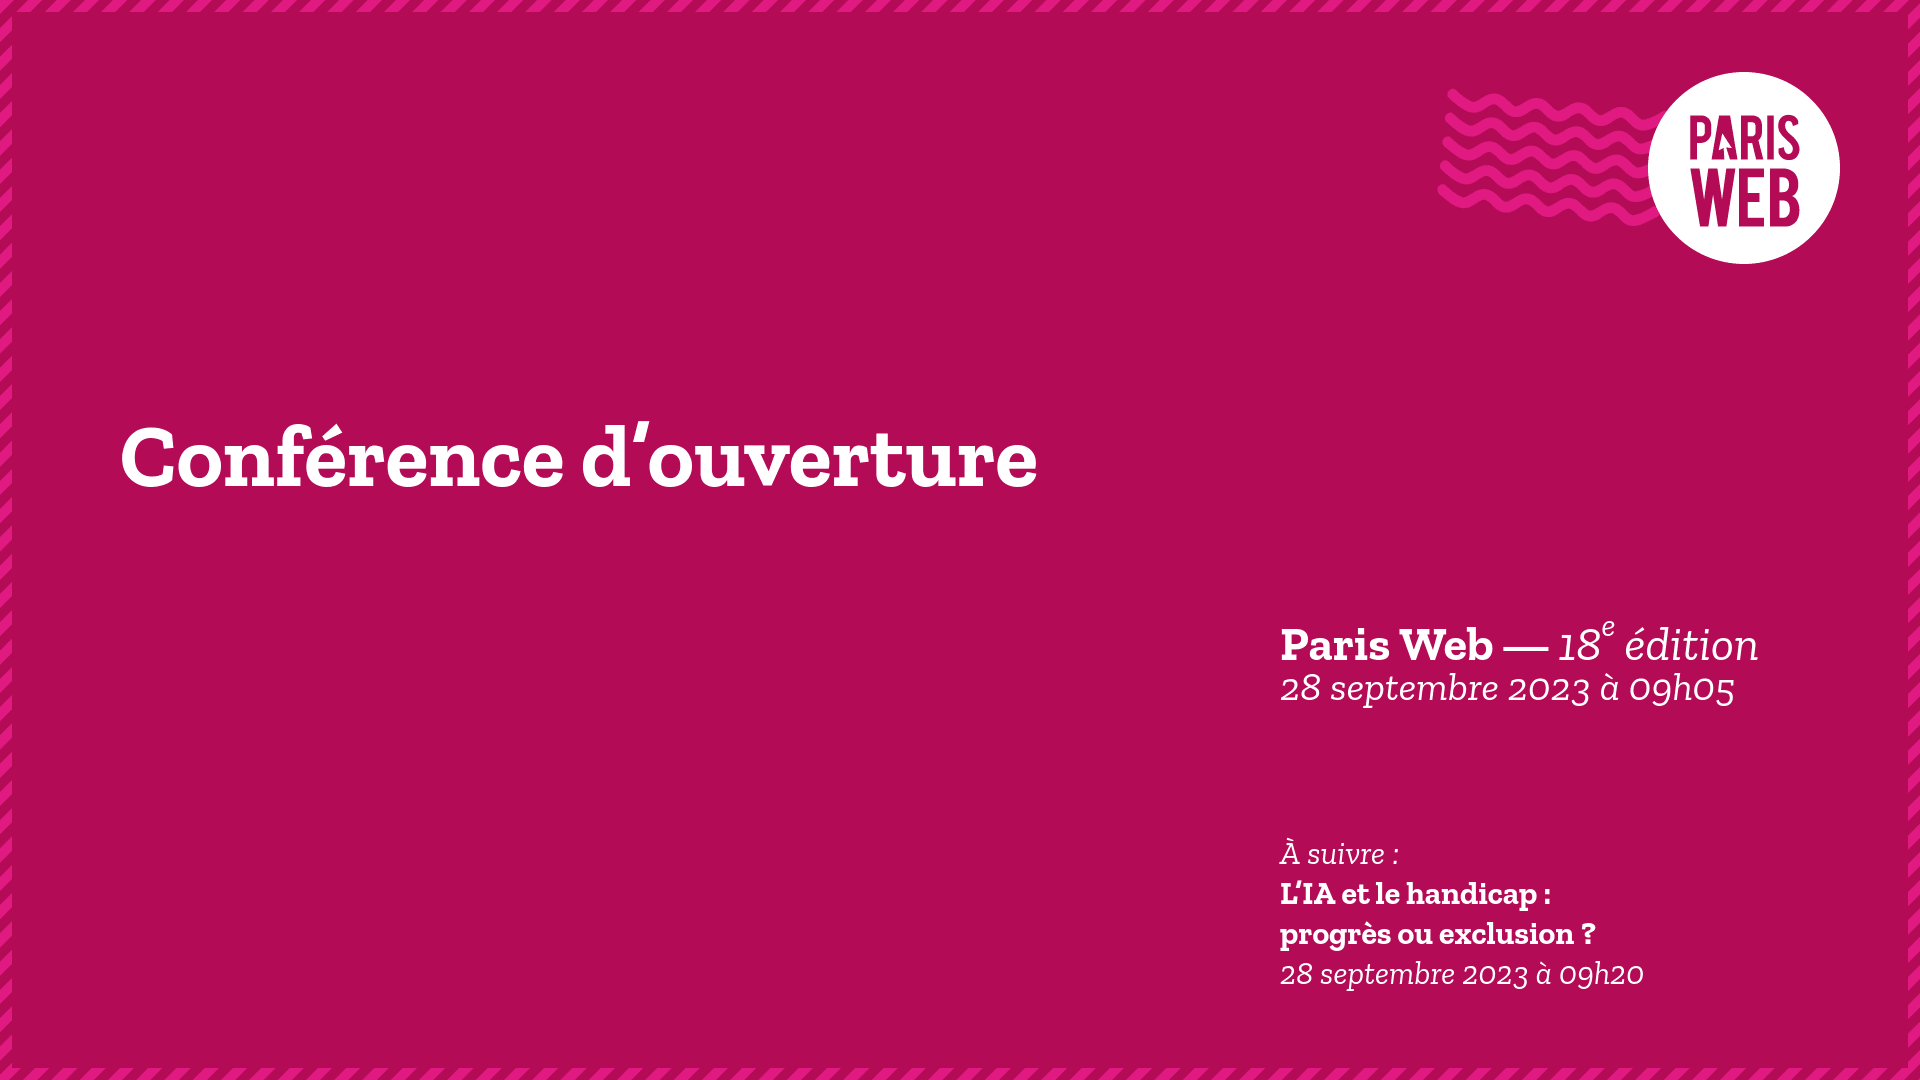 PARIS
WEB
Conférence d’ouverture
Paris Web — 18e édition
28 septembre 2023 à 09h05
À suivre :
L’IA et le handicap :
progrès ou exclusion ?
28 septembre 2023 à 09h20